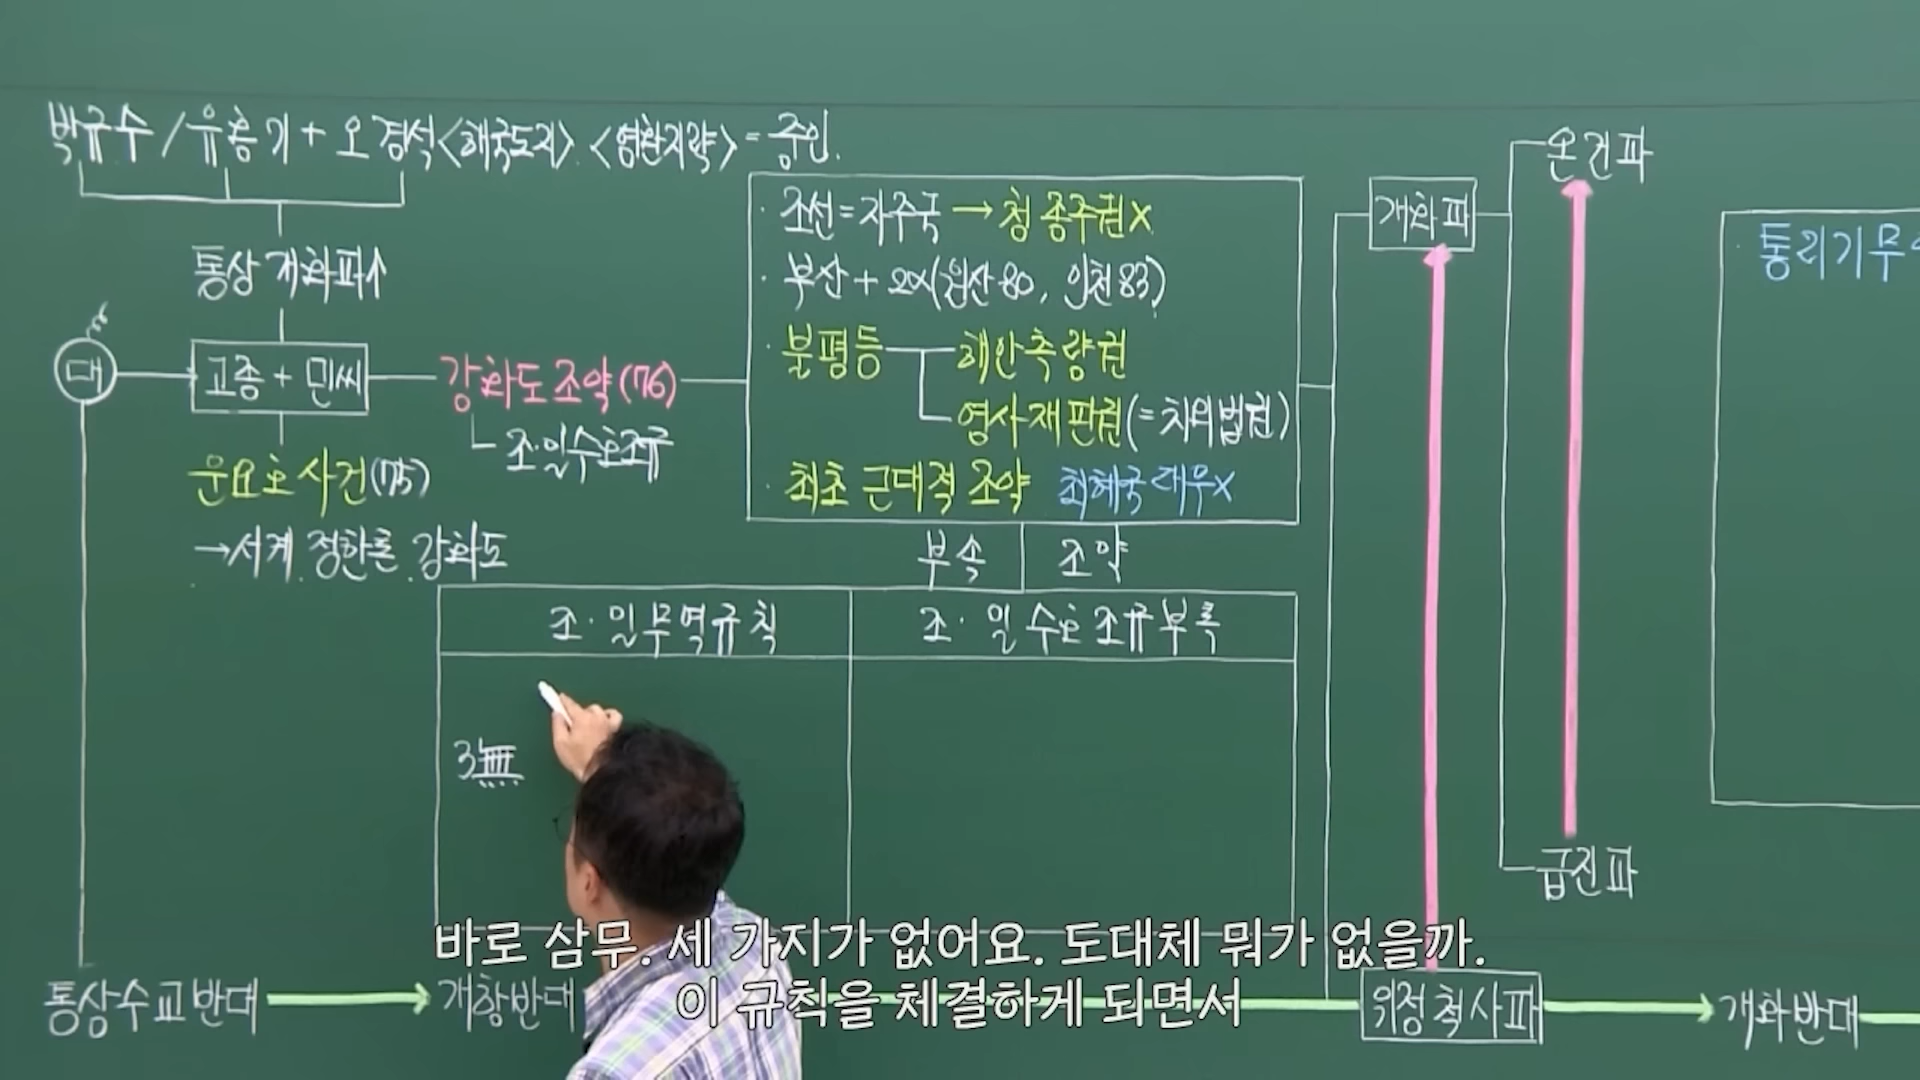 박규수 / 유홍기 + 오경석 <해국도지> <영환지략> = 중인
통상 개화파↑
대
고종 + 민씨
운요호 사건(75)
→서계. 정한론. 강화도
강화도 조약(76)
조·일수호조규
· 조선 = 자주국 → 청 종주권X
· 부산 + 2α(원산 80, 인천 83)
· 불평등
해안측량권
영사재판권(=치외법권)
· 최초 근대적 조약 최혜국 대우X
부속 조약
조·일무역규칙
조·일 수호조규부록
3無
개화파
온건파
급진파
통리기무
통상수교반대
개항반대
위정척사파
개화반대
바로 삼무. 세 가지가 없어요. 도대체 뭐가 없을까.
이 규칙을 체결하게 되면서